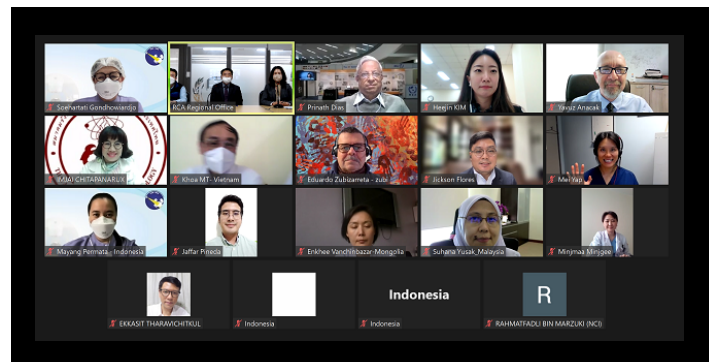 Soehartati Gondhowiardjo
RCA Regional Office
Prinath Dias
Heejin KIM
Yavuz Anacak
IMJAI CHITAPANARUX
Khoa MT- Vietnam
Eduardo Zubizarreta - zubi
Jickson Flores
Mei Yap
Mayang Permata - Indonesia
Jaffar Pineda
Enkhee Vanchinbazar-Mongolia
Suhana Yusak_Malaysia
Minjmaa Minjgee
EKKASIT THARAVICHITKUL
Indonesia
Indonesia
Indonesia
R
RAHMATFADLI BIN MARZUKI (NCI)